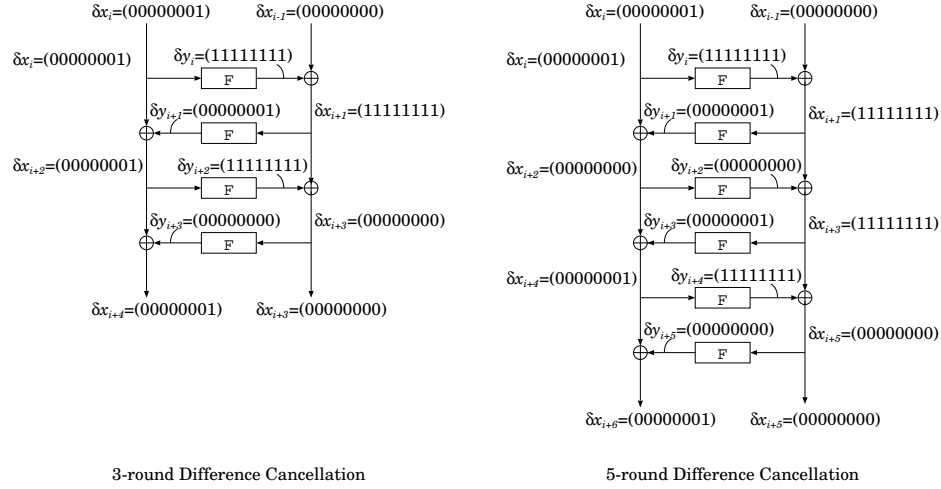 δx_i=(00000001) δx_{i-1}=(00000000)
δx_i=(00000001) δy_i=(11111111)
F
δy_{i+1}=(00000001) δx_{i+1}=(11111111)
F
δx_{i+2}=(00000001) δy_{i+2}=(11111111)
F
δy_{i+3}=(00000000) δx_{i+3}=(00000000)
F
δx_{i+4}=(00000001) δx_{i+3}=(00000000)
3-round Difference Cancellation
δx_i=(00000001) δx_{i-1}=(00000000)
δx_i=(00000001) δy_i=(11111111)
F
δy_{i+1}=(00000001) δx_{i+1}=(11111111)
F
δx_{i+2}=(00000000) δy_{i+2}=(00000000)
F
δy_{i+3}=(00000001) δx_{i+3}=(11111111)
F
δx_{i+4}=(00000001) δy_{i+4}=(11111111)
F
δy_{i+5}=(00000000) δx_{i+5}=(00000000)
F
δx_{i+6}=(00000001) δx_{i+5}=(00000000)
5-round Difference Cancellation